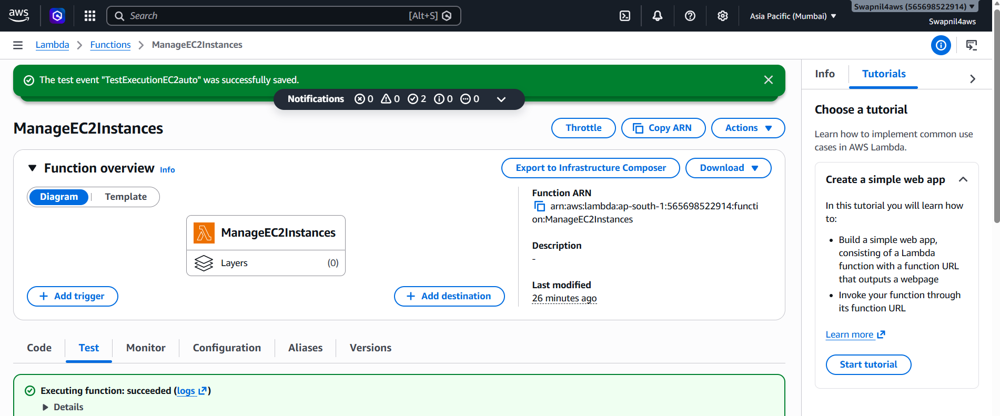 aws
Search
[Alt+S]
Asia Pacific (Mumbai)
Swapnil4aws (565698522914)
Swapnil4aws
Lambda
Functions
ManageEC2Instances
The test event "TestExecutionEC2auto" was successfully saved.
Notifications 0 0 2 0 0
ManageEC2Instances
Throttle
Copy ARN
Actions
Function overview Info
Export to Infrastructure Composer
Download
Diagram
Template
ManageEC2Instances
Layers (0)
Add trigger
Add destination
Function ARN
arn:aws:lambda:ap-south-1:565698522914:functi
on:ManageEC2Instances
Description
-
Last modified
26 minutes ago
Code
Test
Monitor
Configuration
Aliases
Versions
Executing function: succeeded (logs)
Details
Info
Tutorials
Choose a tutorial
Learn how to implement common use
cases in AWS Lambda.
Create a simple web app
In this tutorial you will learn how
to:
• Build a simple web app,
consisting of a Lambda
function with a function URL
that outputs a webpage
• Invoke your function through
its function URL
Learn more
Start tutorial